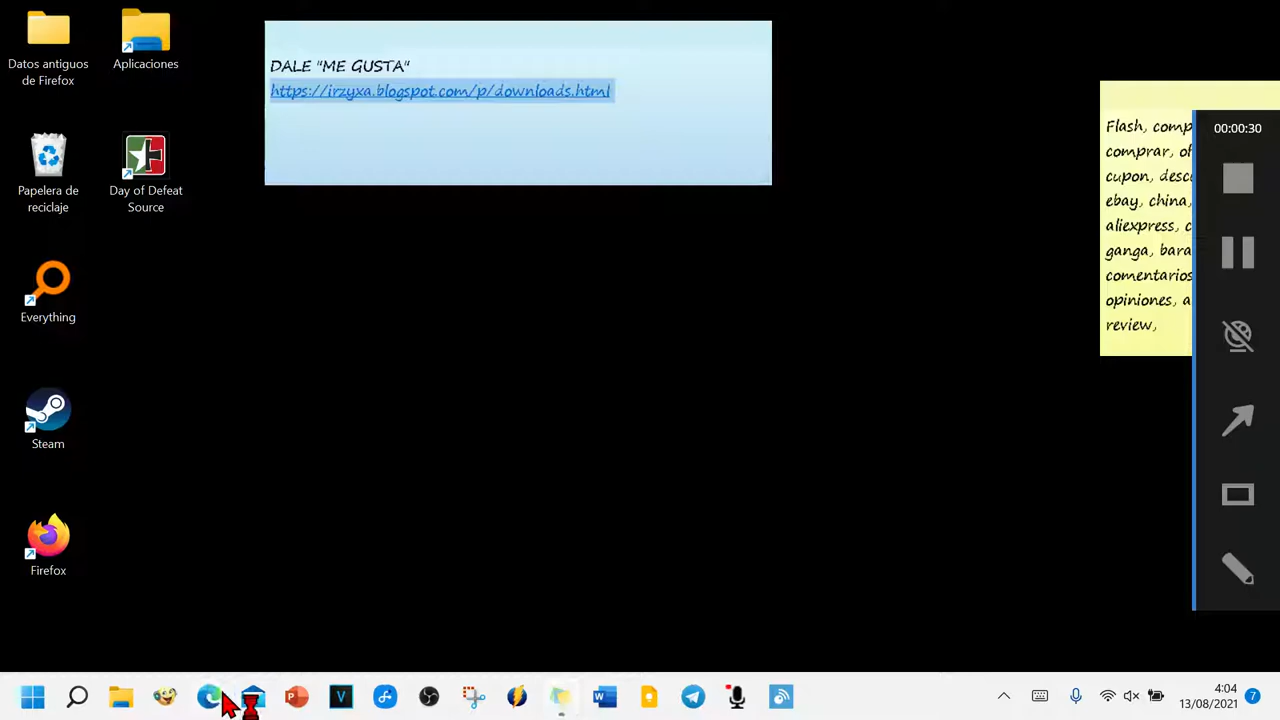 Datos antiguos
de Firefox
Aplicaciones
Papelera de
reciclaje
Day of Defeat
Source
Everything
Steam
Firefox
DALE "ME GUSTA"
https://irzyxa.blogspot.com/p/downloads.html
Flash, comp
comprar, of
cupon, desc
ebay, china,
aliexpress, c
ganga, bara
comentarios
opiniones, a
review,
00:00:30
4:04
13/08/2021
7